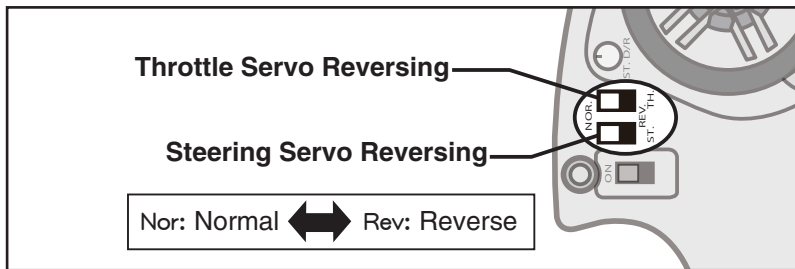 Throttle Servo Reversing
Steering Servo Reversing
Nor: Normal Rev: Reverse
ST. D/R
NOR.
REV.
TH.
ST.
ON